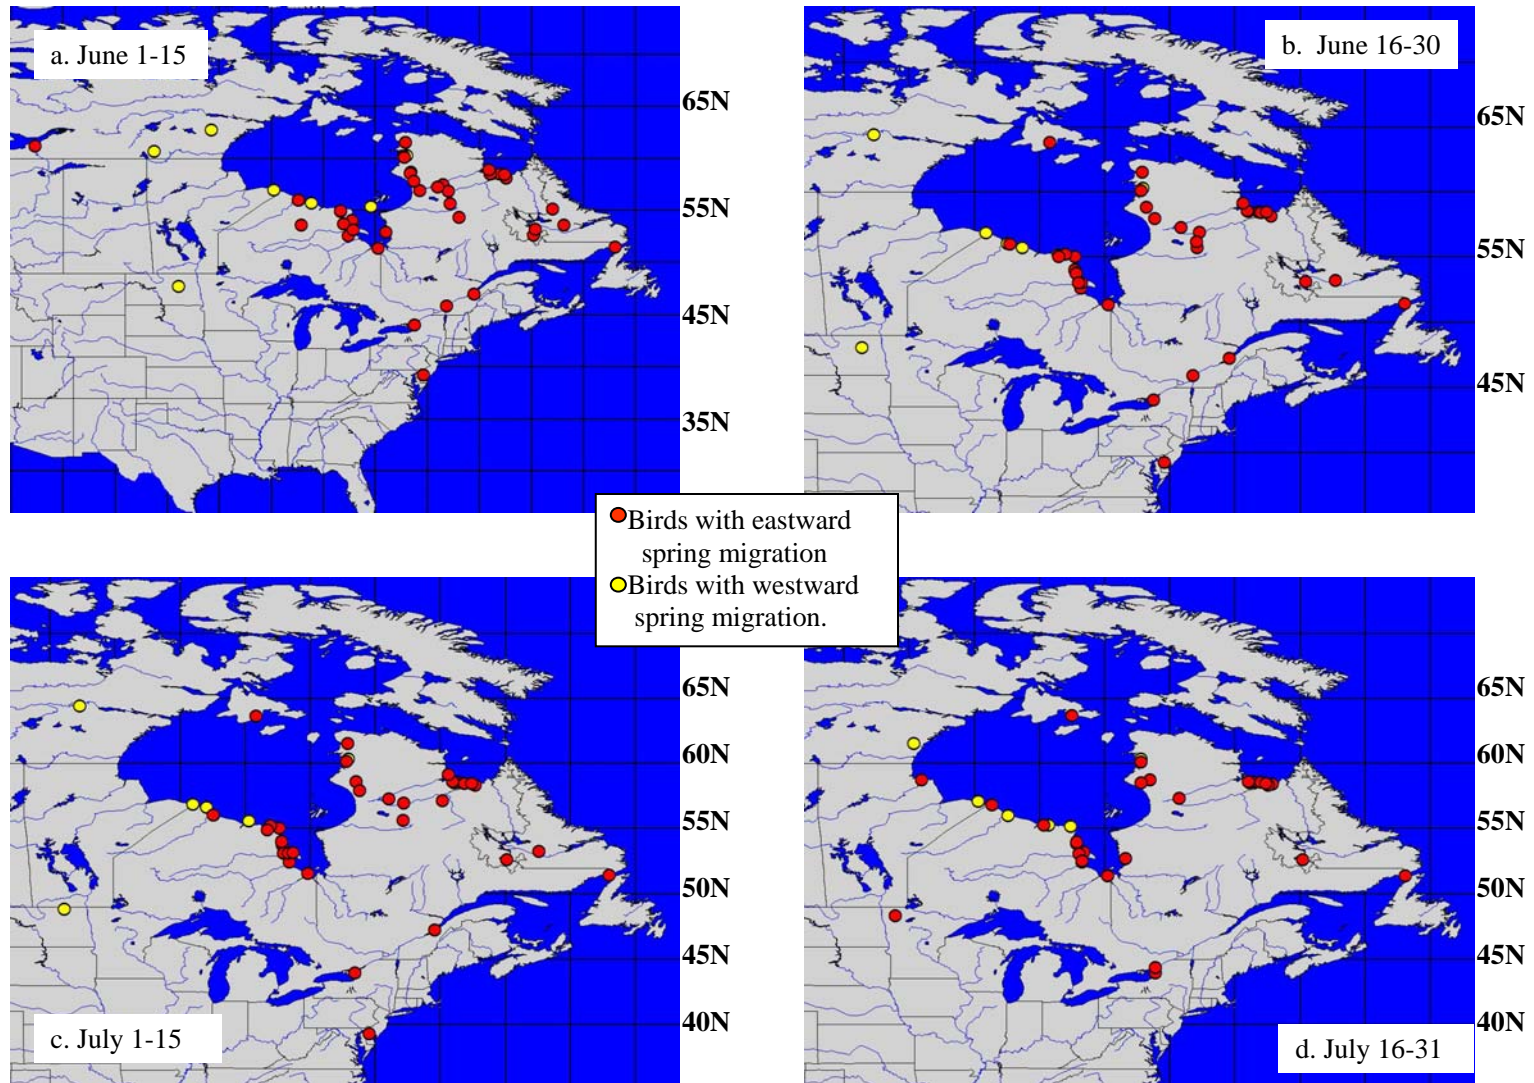 a. June 1-15
65N
55N
45N
35N
b. June 16-30
65N
55N
45N
Birds with eastward
spring migration
Birds with westward
spring migration.
c. July 1-15
65N
60N
55N
50N
45N
40N
d. July 16-31
65N
60N
55N
50N
45N
40N